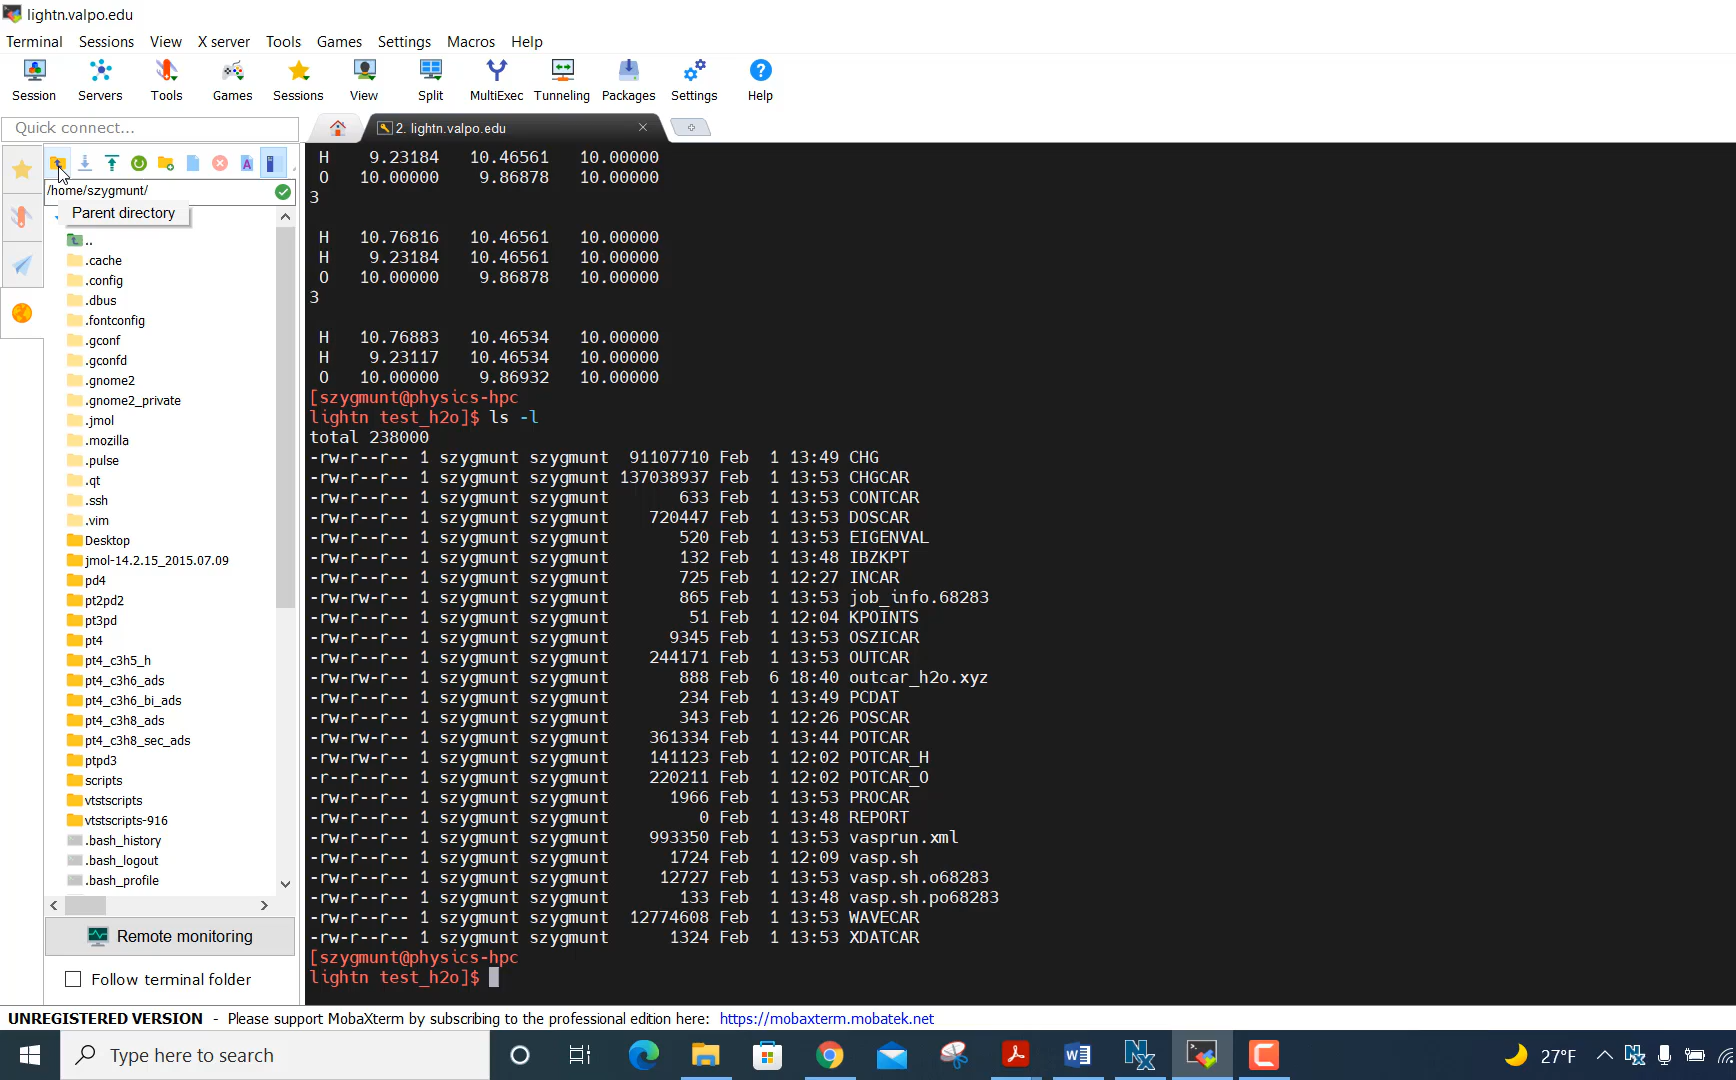 lightn.valpo.edu
Terminal Sessions View X server Tools Games Settings Macros Help
Session Servers Tools Games Sessions View Split MultiExec Tunneling Packages Settings Help
Quick connect...
2. lightn.valpo.edu
/home/szygmunt/
Parent directory
..
.cache
.config
.dbus
.fontconfig
.gconf
.gconfd
.gnome2
.gnome2_private
.jmol
.mozilla
.pulse
.qt
.ssh
.vim
Desktop
jmol-14.2.15_2015.07.09
pd4
pt2pd2
pt3pd
pt4
pt4_c3h5_h
pt4_c3h6_ads
pt4_c3h6_bi_ads
pt4_c3h8_ads
pt4_c3h8_sec_ads
ptpd3
scripts
vtstscripts
vtstscripts-916
.bash_history
.bash_logout
.bash_profile
Remote monitoring
Follow terminal folder
H 9.23184 10.46561 10.00000
O 10.00000 9.86878 10.00000
3
H 10.76816 10.46561 10.00000
H 9.23184 10.46561 10.00000
O 10.00000 9.86878 10.00000
3
H 10.76883 10.46534 10.00000
H 9.23117 10.46534 10.00000
O 10.00000 9.86932 10.00000
[szygmunt@physics-hpc
lightn test_h2o]$ ls -l
total 238000
-rw-r--r-- 1 szygmunt szygmunt 91107710 Feb 1 13:49 CHG
-rw-r--r-- 1 szygmunt szygmunt 137038937 Feb 1 13:53 CHGCAR
-rw-r--r-- 1 szygmunt szygmunt 633 Feb 1 13:53 CONTCAR
-rw-r--r-- 1 szygmunt szygmunt 720447 Feb 1 13:53 DOSCAR
-rw-r--r-- 1 szygmunt szygmunt 520 Feb 1 13:53 EIGENVAL
-rw-r--r-- 1 szygmunt szygmunt 132 Feb 1 13:48 IBZKPT
-rw-r--r-- 1 szygmunt szygmunt 725 Feb 1 12:27 INCAR
-rw-rw-r-- 1 szygmunt szygmunt 865 Feb 1 13:53 job_info.68283
-rw-r--r-- 1 szygmunt szygmunt 51 Feb 1 12:04 KPOINTS
-rw-r--r-- 1 szygmunt szygmunt 9345 Feb 1 13:53 OSZICAR
-rw-r--r-- 1 szygmunt szygmunt 244171 Feb 1 13:53 OUTCAR
-rw-rw-r-- 1 szygmunt szygmunt 888 Feb 6 18:40 outcar_h2o.xyz
-rw-r--r-- 1 szygmunt szygmunt 234 Feb 1 13:49 PCDAT
-rw-r--r-- 1 szygmunt szygmunt 343 Feb 1 12:26 POSCAR
-rw-rw-r-- 1 szygmunt szygmunt 361334 Feb 1 13:44 POTCAR
-rw-rw-r-- 1 szygmunt szygmunt 141123 Feb 1 12:02 POTCAR_H
-r--r--r-- 1 szygmunt szygmunt 220211 Feb 1 12:02 POTCAR_O
-rw-r--r-- 1 szygmunt szygmunt 1966 Feb 1 13:53 PROCAR
-rw-r--r-- 1 szygmunt szygmunt 0 Feb 1 13:48 REPORT
-rw-r--r-- 1 szygmunt szygmunt 993350 Feb 1 13:53 vasprun.xml
-rw-r--r-- 1 szygmunt szygmunt 1724 Feb 1 12:09 vasp.sh
-rw-r--r-- 1 szygmunt szygmunt 12727 Feb 1 13:53 vasp.sh.o68283
-rw-r--r-- 1 szygmunt szygmunt 133 Feb 1 13:48 vasp.sh.po68283
-rw-r--r-- 1 szygmunt szygmunt 12774608 Feb 1 13:53 WAVECAR
-rw-r--r-- 1 szygmunt szygmunt 1324 Feb 1 13:53 XDATCAR
[szygmunt@physics-hpc
lightn test_h2o]$
UNREGISTERED VERSION - Please support MobaXterm by subscribing to the professional edition here: https://mobaxterm.mobatek.net
Type here to search
27°F